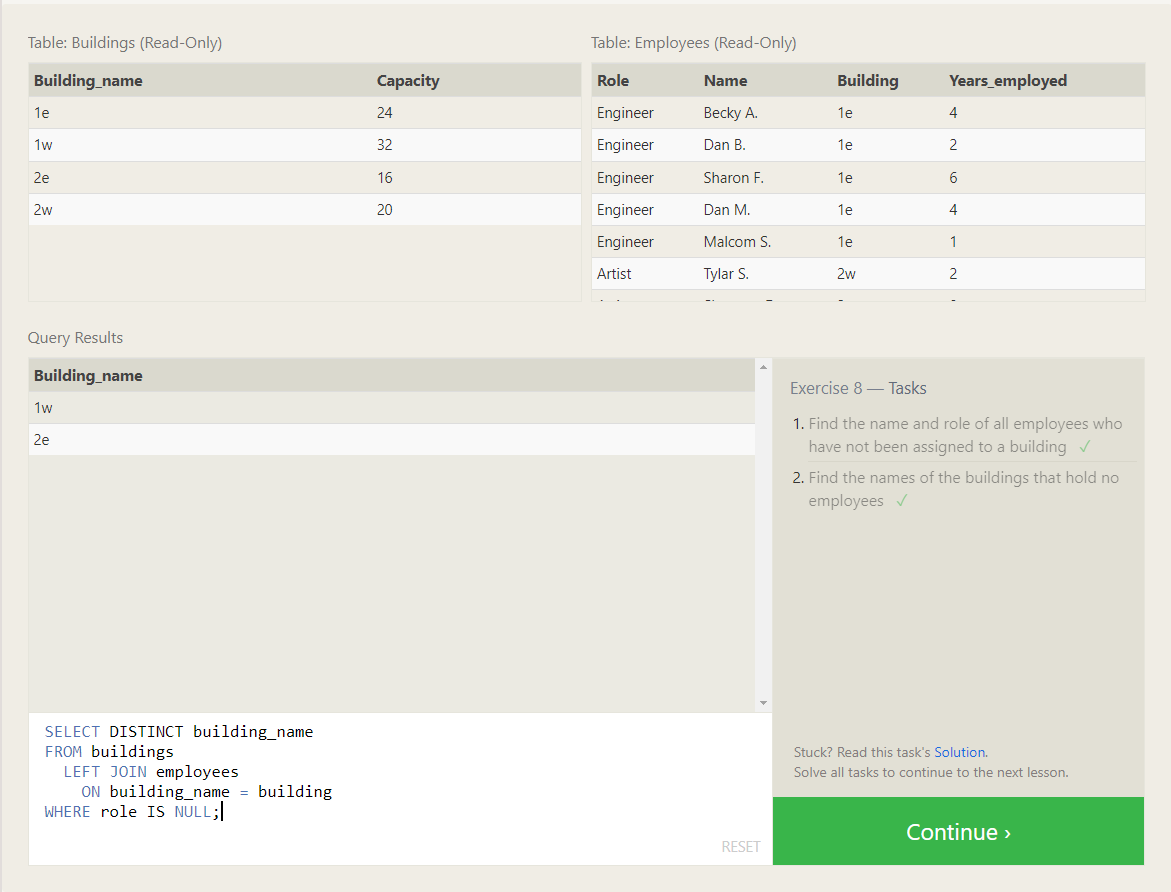 Table: Buildings (Read-Only)
Building_name Capacity
1e 24
1w 32
2e 16
2w 20
Table: Employees (Read-Only)
Role Name Building Years_employed
Engineer Becky A. 1e 4
Engineer Dan B. 1e 2
Engineer Sharon F. 1e 6
Engineer Dan M. 1e 4
Engineer Malcom S. 1e 1
Artist Tylar S. 2w 2
Query Results
Building_name
1w
2e
Exercise 8 — Tasks
1. Find the name and role of all employees who
have not been assigned to a building ✓
2. Find the names of the buildings that hold no
employees ✓
SELECT DISTINCT building_name
FROM buildings
LEFT JOIN employees
ON building_name = building
WHERE role IS NULL;
RESET
Stuck? Read this task's Solution.
Solve all tasks to continue to the next lesson.
Continue ›